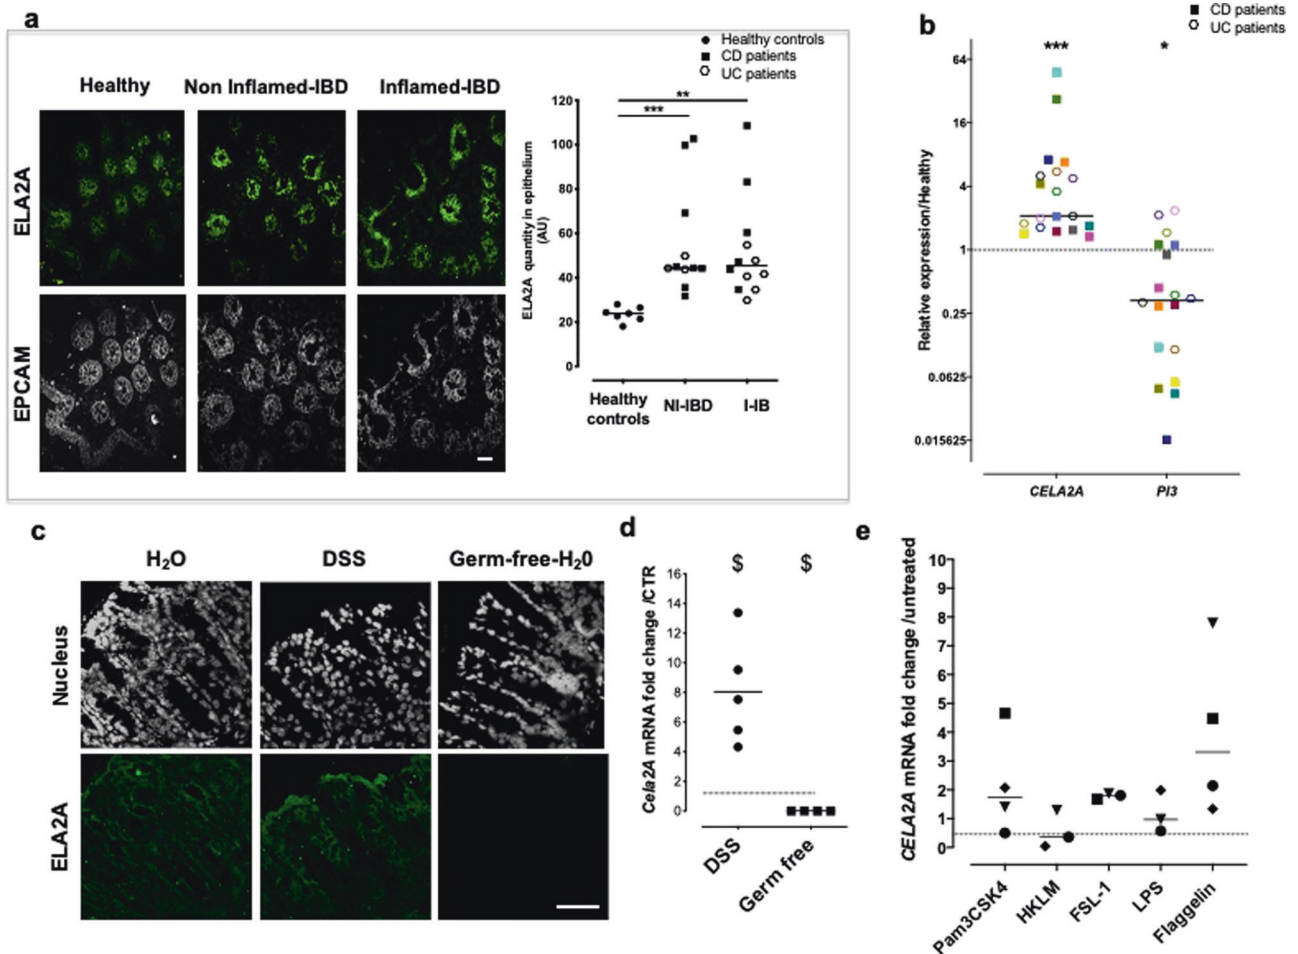 a
Healthy
Non Inflamed-IBD
Inflamed-IBD
ELA2A
EPCAM
● Healthy controls
■ CD patients
UC patients
ELA2A quantity in epithelium
(AU)
120
100
80
60
40
20
0
**
***
Healthy
controls
NI-IBD
I-IB
b
■ CD patients
UC patients
***
*
Relative expression/Healthy
64
16
4
1
0.25
0.0625
0.015625
CELA2A
PI3
c
H₂O
DSS
Germ-free-H₂0
Nucleus
ELA2A
d
$
$
Cela2A mRNA fold change /CTR
16
14
12
10
8
6
4
2
0
DSS
Germ free
e
CELA2A mRNA fold change /untreated
10
9
8
7
6
5
4
3
2
1
0
Pam3CSK4
HKLM
FSL-1
LPS
Flaggelin